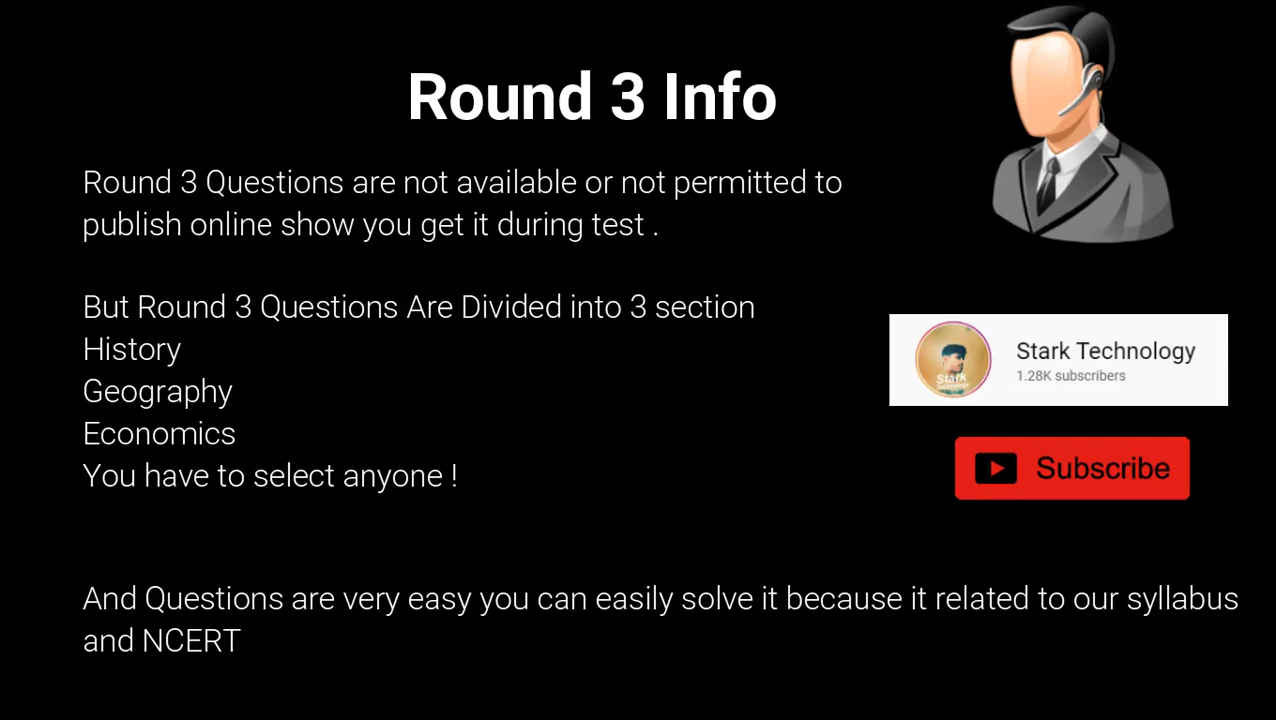 Round 3 Info
Round 3 Questions are not available or not permitted to
publish online show you get it during test .
But Round 3 Questions Are Divided into 3 section
History
Geography
Economics
You have to select anyone !
Stark Technology
1.28K subscribers
Stark
Technology
Subscribe
And Questions are very easy you can easily solve it because it related to our syllabus
and NCERT